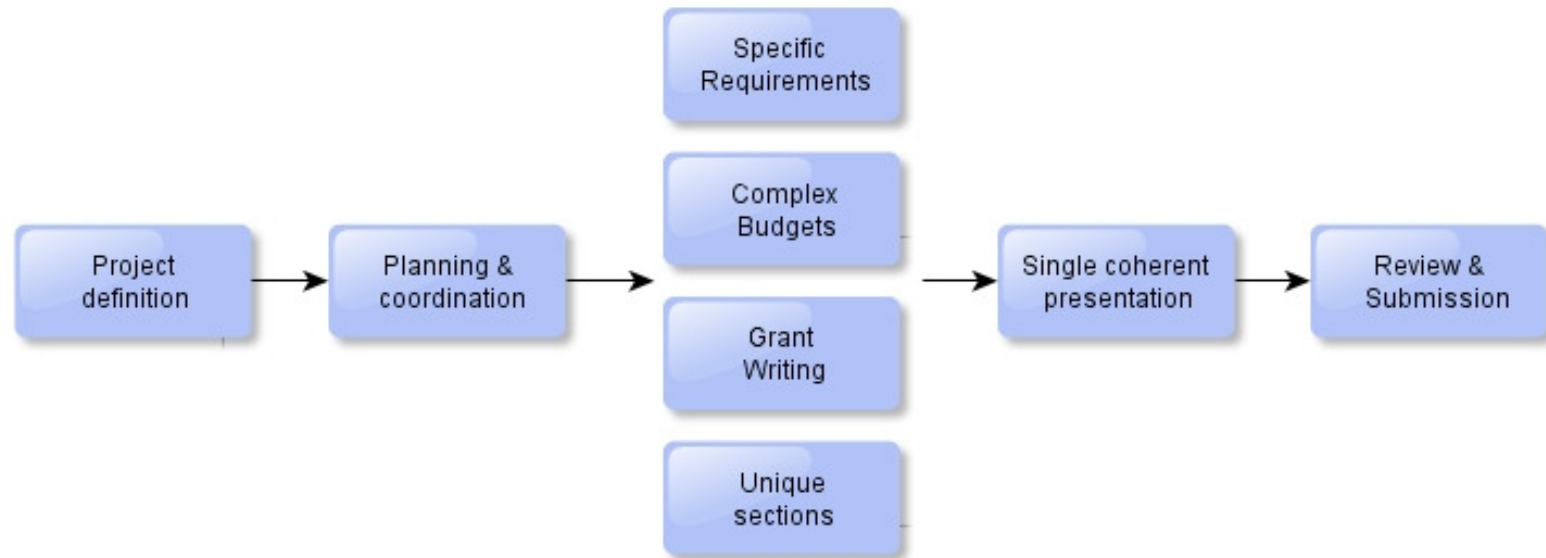 Project
definition
Planning &
coordination
Specific
Requirements
Complex
Budgets
Grant
Writing
Unique
sections
Single coherent
presentation
Review &
Submission